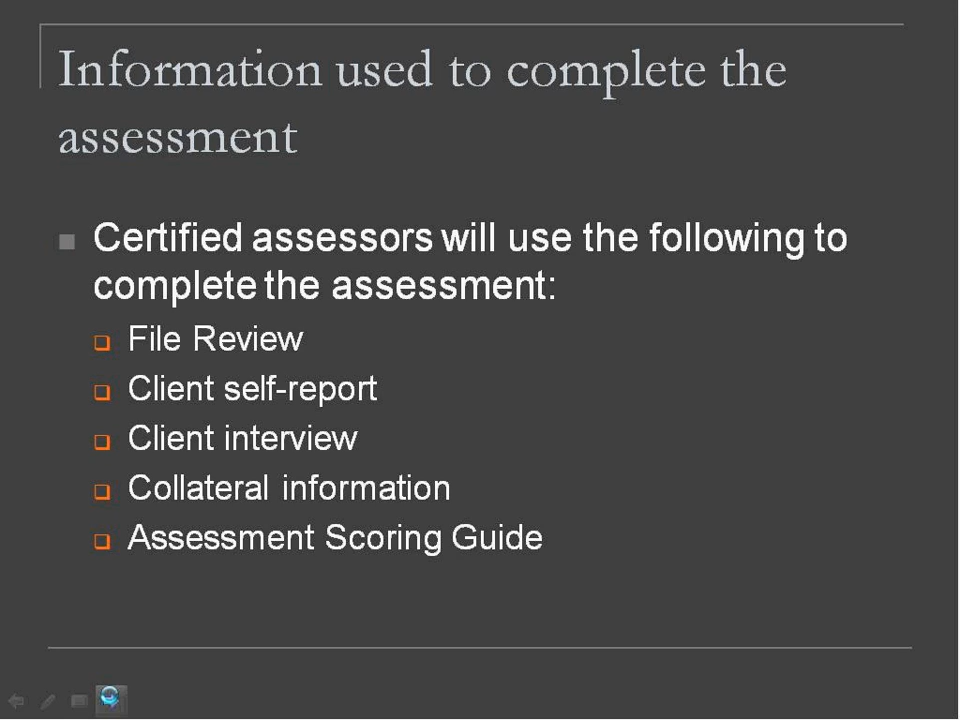 Information used to complete the
assessment
Certified assessors will use the following to
complete the assessment:
File Review
Client self-report
Client interview
Collateral information
Assessment Scoring Guide